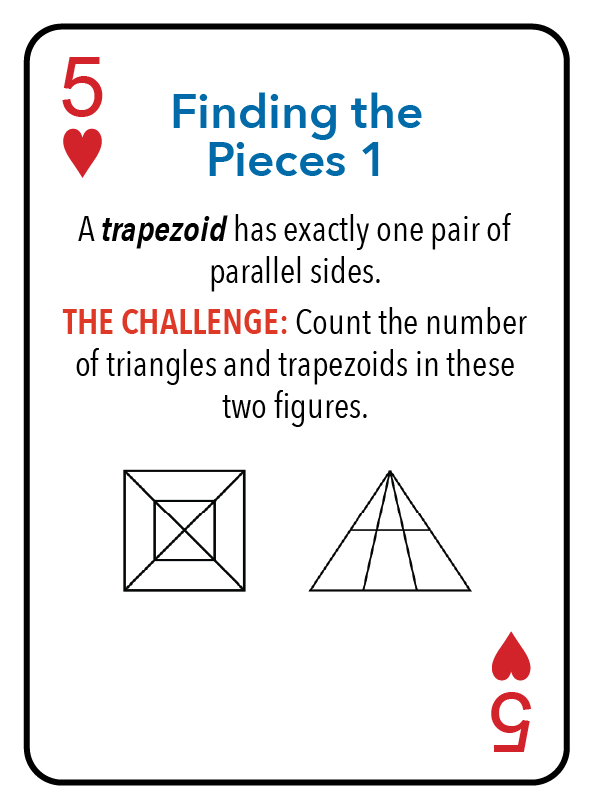 5
Finding the
Pieces 1
A trapezoid has exactly one pair of
parallel sides.
THE CHALLENGE: Count the number
of triangles and trapezoids in these
two figures.
5